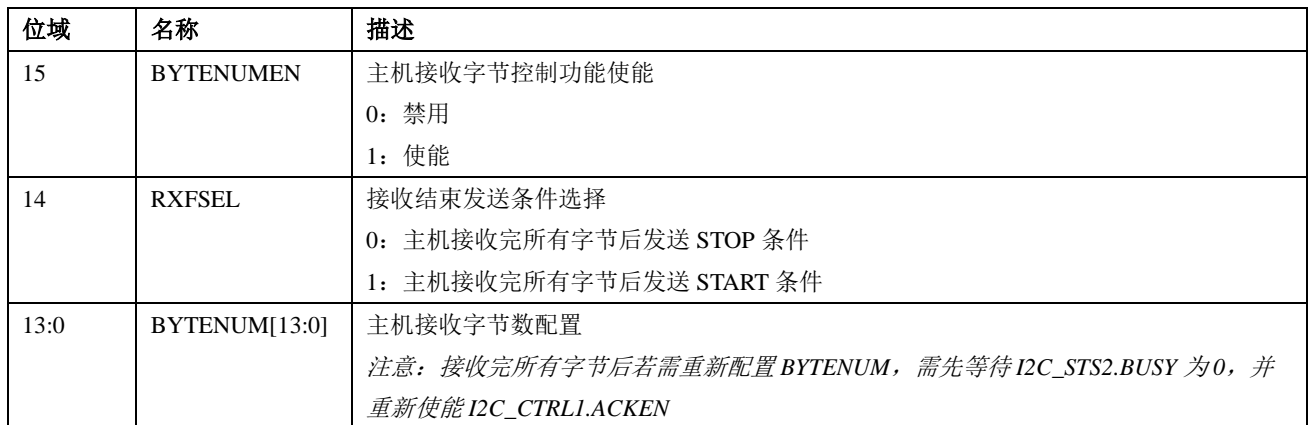 位域 名称 描述
15 BYTENUMEN 主机接收字节控制功能使能
0：禁用
1：使能
14 RXFSEL 接收结束发送条件选择
0：主机接收完所有字节后发送 STOP 条件
1：主机接收完所有字节后发送 START 条件
13:0 BYTENUM[13:0] 主机接收字节数配置
注意：接收完所有字节后若需重新配置 BYTENUM，需先等待 I2C_STS2.BUSY 为 0，并
重新使能 I2C_CTRL1.ACKEN